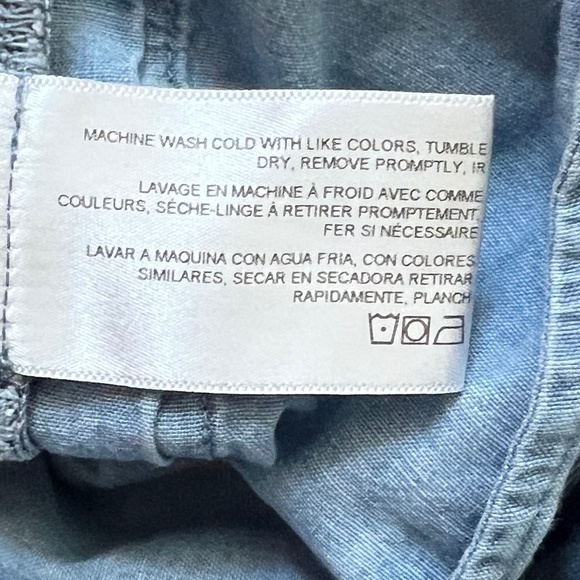 MACHINE WASH COLD WITH LIKE COLORS, TUMBLE
DRY, REMOVE PROMPTLY, IR
LAVAGE EN MACHINE À FROID AVEC COMME
COULEURS, SÈCHE-LINGE À RETIRER PROMPTEMENT,
FER SI NÉCESSAIRE
LAVAR A MAQUINA CON AGUA FRIA, CON COLORES
SIMILARES, SECAR EN SECADORA RETIRAR
RAPIDAMENTE, PLANCH